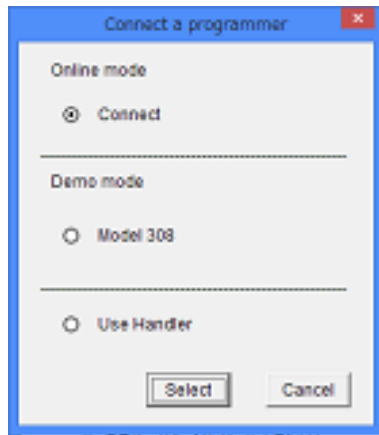 Connect a programmer
Online mode
Connect
Demo mode
Model 308
Use Handler
Select
Cancel